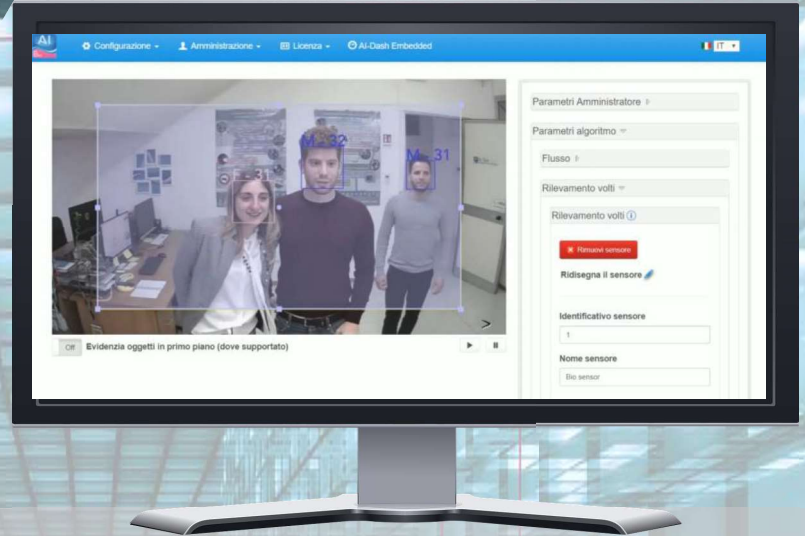 AI
Configurazione
Amministrazione
Licenza
AI-Dash Embedded
IT
M - 32
M - 31
- 31
Parametri Amministratore
Parametri algoritmo
Flusso
Rilevamento volti
Rilevamento volti
Rimuovi sensore
Ridisegna il sensore
Identificativo sensore
1
Nome sensore
Bio sensor
Off
Evidenzia oggetti in primo piano (dove supportato)